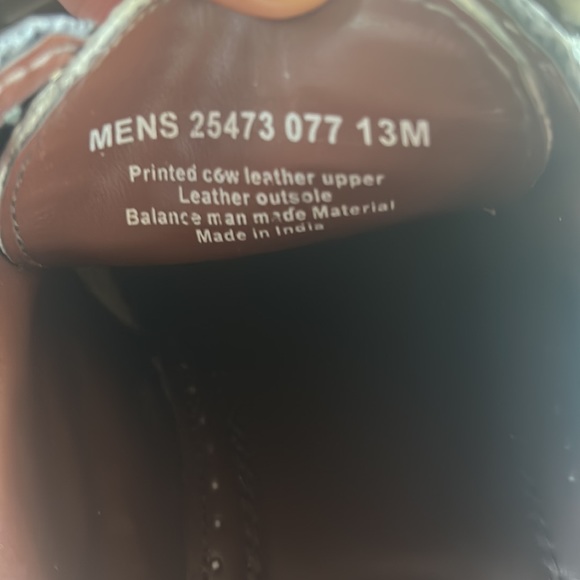 MENS 25473 077 13M
Printed cow leather upper
Leather outsole
Balance man made Material
Made in India